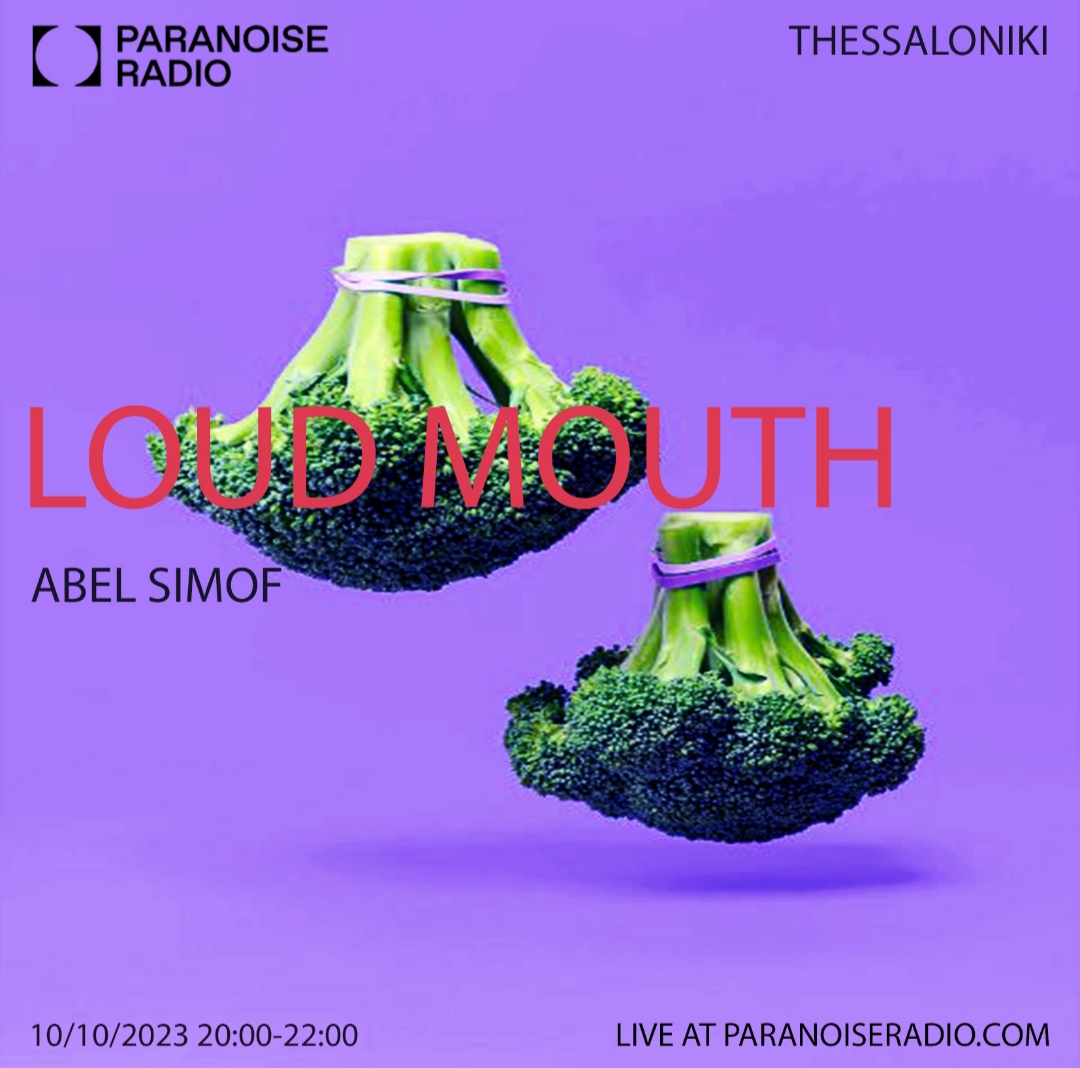 PARANOISE
RADIO
THESSALONIKI
LOUD MOUTH
ABEL SIMOF
10/10/2023 20:00-22:00
LIVE AT PARANOISERADIO.COM